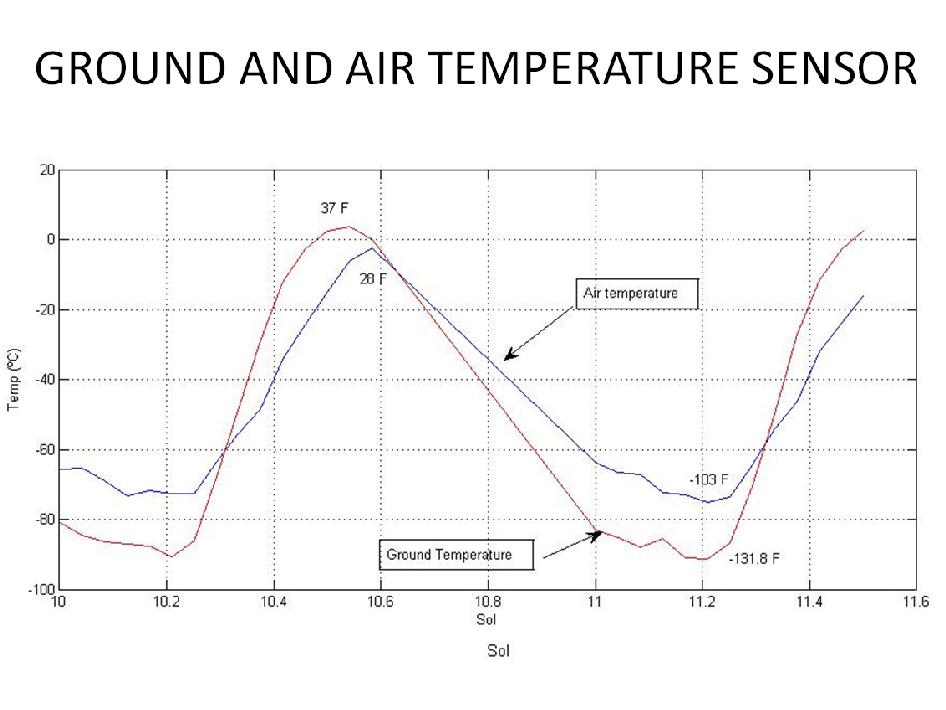 GROUND AND AIR TEMPERATURE SENSOR
20
37 F
0
28 F
Air temperature
-20
Temp (ºC)
-40
-60
-103 F
-80
Ground Temperature
-131.8 F
-100
10 10.2 10.4 10.6 10.8 11 11.2 11.4 11.6
Sol
Sol